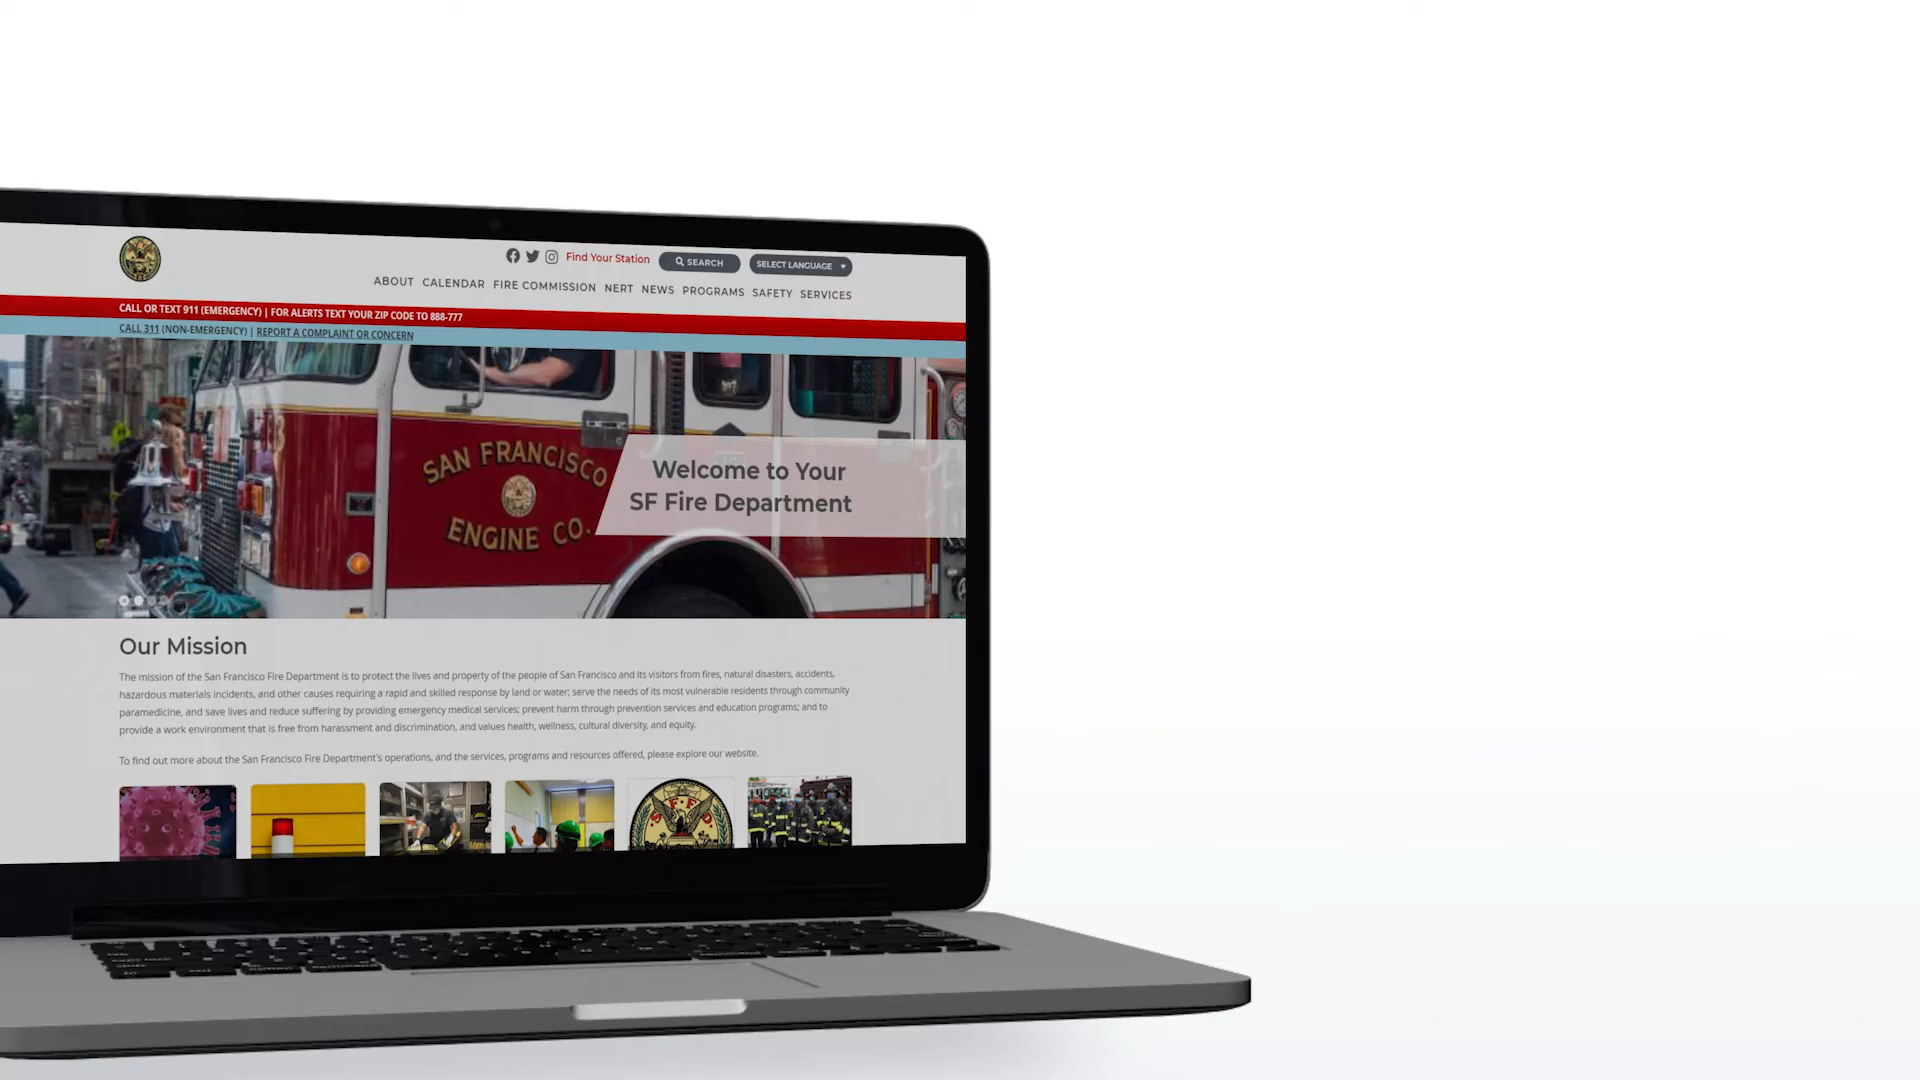 Find Your Station
SEARCH
SELECT LANGUAGE
ABOUT CALENDAR FIRE COMMISSION NERT NEWS PROGRAMS SAFETY SERVICES
CALL OR TEXT 911 (EMERGENCY) | FOR ALERTS TEXT YOUR ZIP CODE TO 888-777
CALL 311 (NON-EMERGENCY) | REPORT A COMPLAINT OR CONCERN
SAN FRANCISCO
ENGINE CO.
Welcome to Your
SF Fire Department
Our Mission
The mission of the San Francisco Fire Department is to protect the lives and property of the people of San Francisco and its visitors from fires, natural disasters, accidents,
hazardous materials incidents, and other causes requiring a rapid and skilled response by land or water; serve the needs of its most vulnerable residents through community
paramedicine, and save lives and reduce suffering by providing emergency medical services; prevent harm through prevention services and education programs; and to
provide a work environment that is free from harassment and discrimination, and values health, wellness, cultural diversity, and equity.
To find out more about the San Francisco Fire Department's operations, and the services, programs and resources offered, please explore our website.
S.F.F.D.